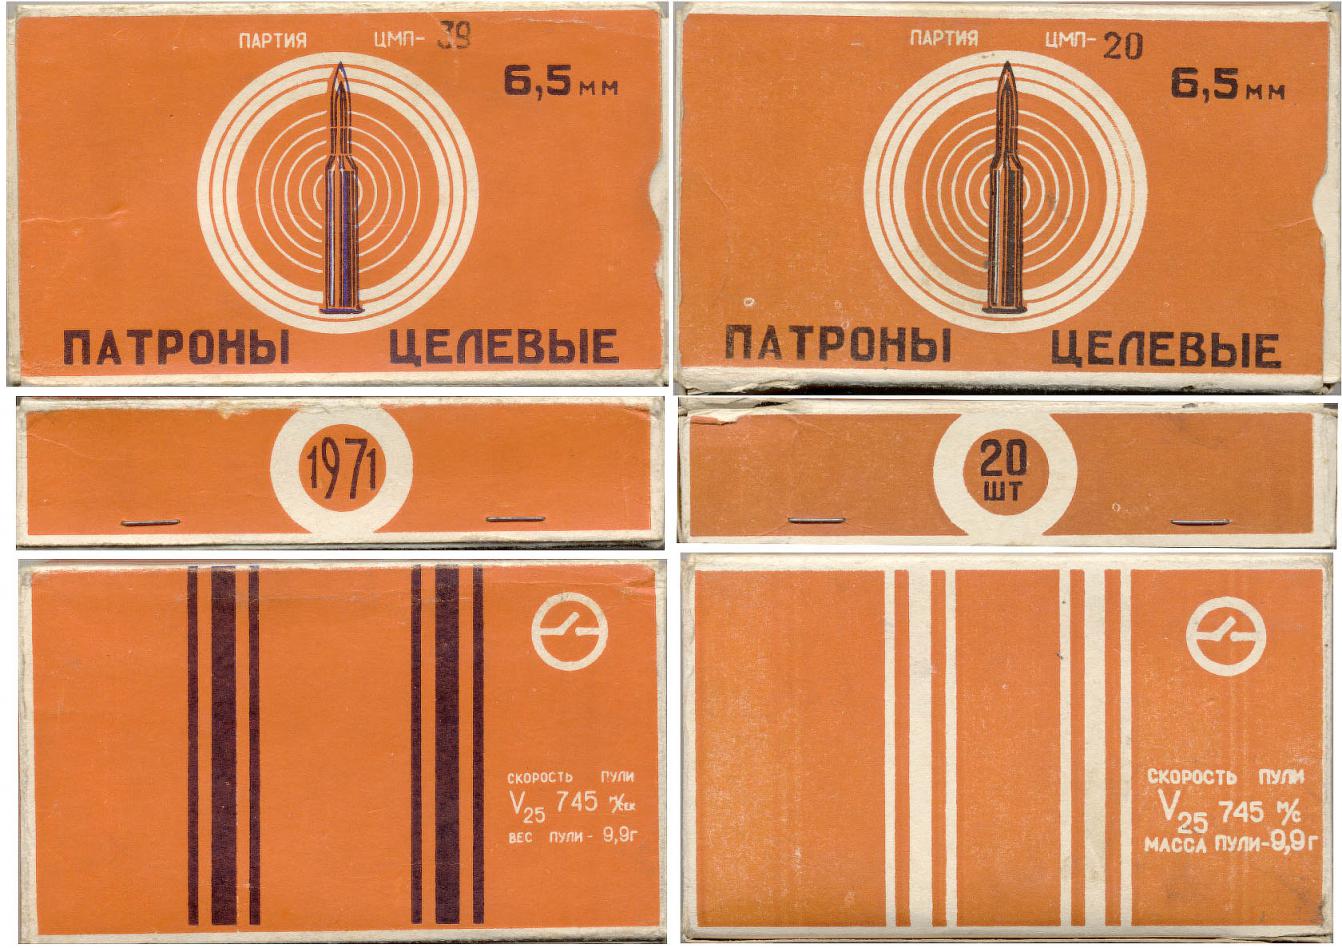 ПАРТИЯ ЦМП- 39
6,5 мм
ПАТРОНЫ ЦЕЛЕВЫЕ
ПАРТИЯ ЦМП- 20
6,5 мм
ПАТРОНЫ ЦЕЛЕВЫЕ
1971
20
ШТ
СКОРОСТЬ ПУЛИ
V25 745 м/сек
ВЕС ПУЛИ - 9,9г
СКОРОСТЬ ПУЛИ
V25 745 м/с
МАССА ПУЛИ-9,9г